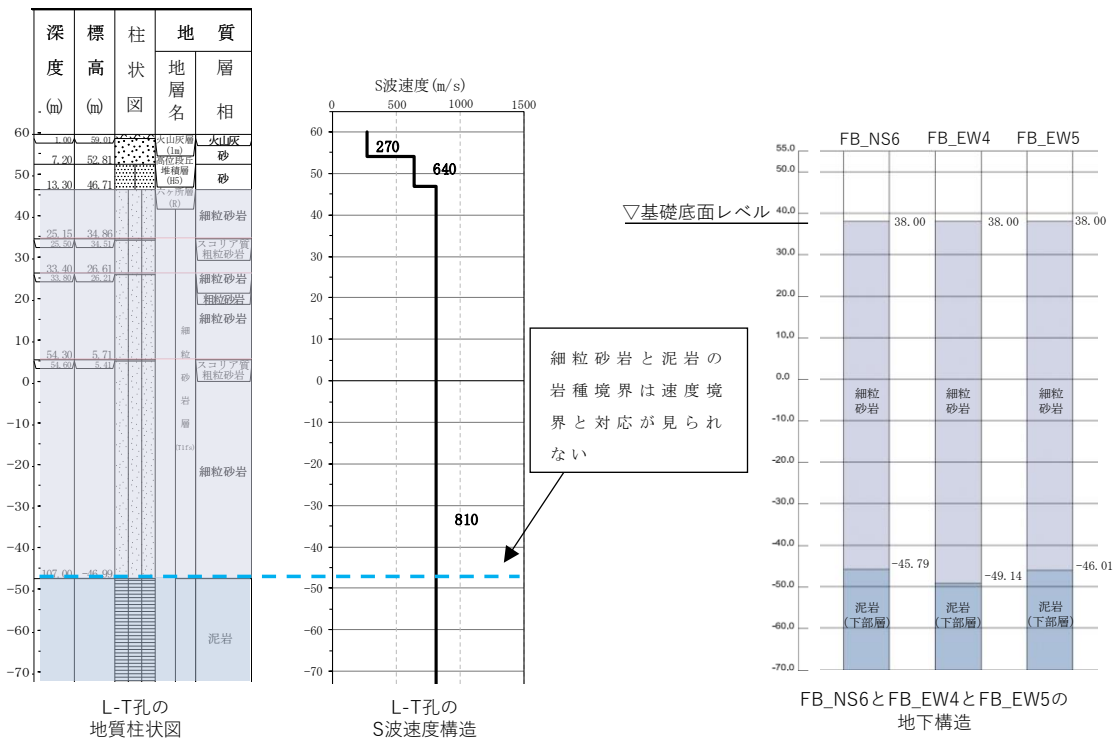 深度(m)
標高(m)
柱状図
地質
地層名
層相
60
50
40
30
20
10
0
-10
-20
-30
-40
-50
-60
-70
1.00 59.01
7.20 52.81
13.30 46.71
25.15 34.86
25.50 34.51
33.40 26.61
33.80 26.21
54.30 5.71
54.60 5.41
107.00 -46.99
火山灰層
(1m)
高位段丘
堆積層
(H5)
六ヶ所層
(R)
細粒砂岩層
(Tifs)
火山灰
砂
砂
細粒砂岩
スコリア質
粗粒砂岩
細粒砂岩
粗粒砂岩
細粒砂岩
スコリア質
粗粒砂岩
細粒砂岩
泥岩
L-T孔の
地質柱状図
S波速度(m/s)
0 500 1000 1500
60
50
40
30
20
10
0
-10
-20
-30
-40
-50
-60
-70
270
640
810
L-T孔の
S波速度構造
細粒砂岩と泥岩の
岩種境界は速度境
界と対応が見られ
ない
▽基礎底面レベル
FB_NS6 FB_EW4 FB_EW5
55.0
50.0
40.0
30.0
20.0
10.0
0.0
-10.0
-20.0
-30.0
-40.0
-50.0
-60.0
-70.0
38.00 38.00 38.00
細粒
砂岩
細粒
砂岩
細粒
砂岩
-45.79
-49.14
-46.01
泥岩
(下部層)
泥岩
(下部層)
泥岩
(下部層)
FB_NS6とFB_EW4とFB_EW5の
地下構造